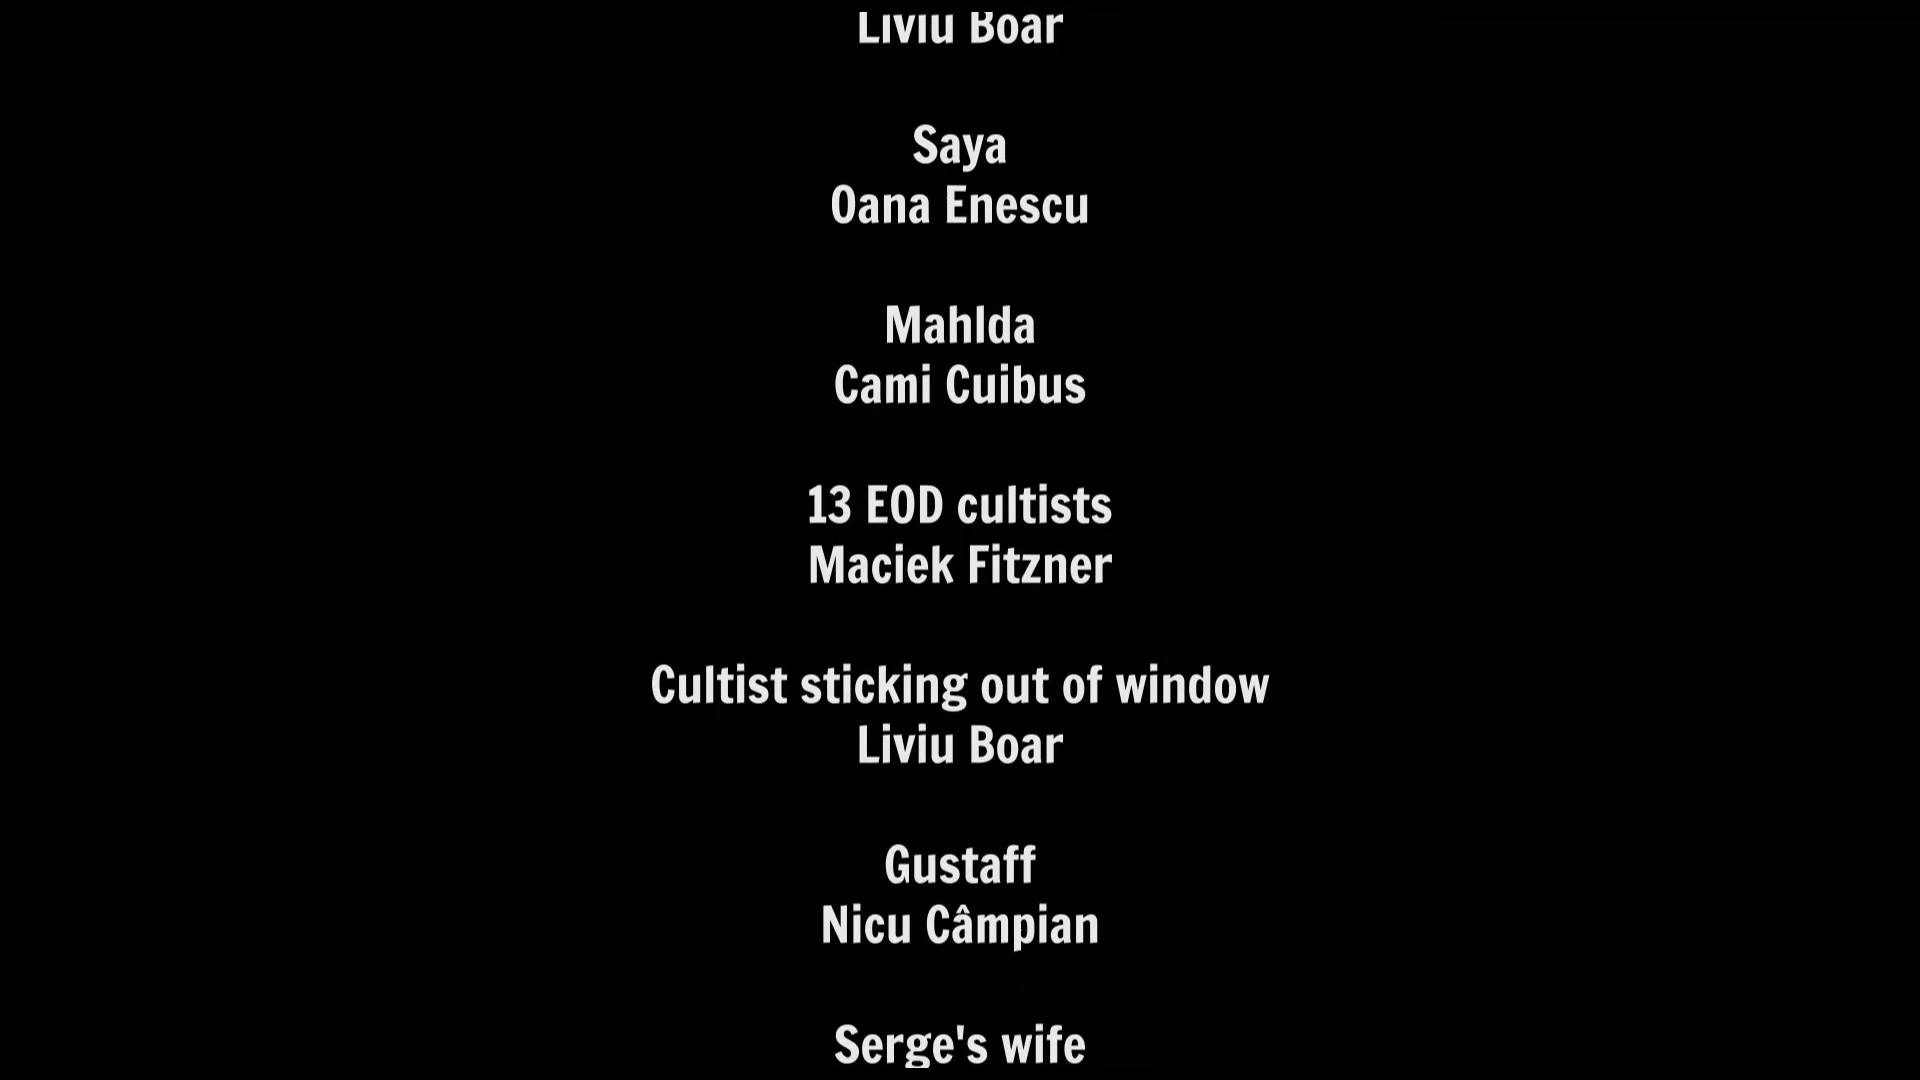 Liviu Boar
Saya
Oana Enescu
Mahlda
Cami Cuibus
13 EOD cultists
Maciek Fitzner
Cultist sticking out of window
Liviu Boar
Gustaff
Nicu Câmpian
Serge's wife